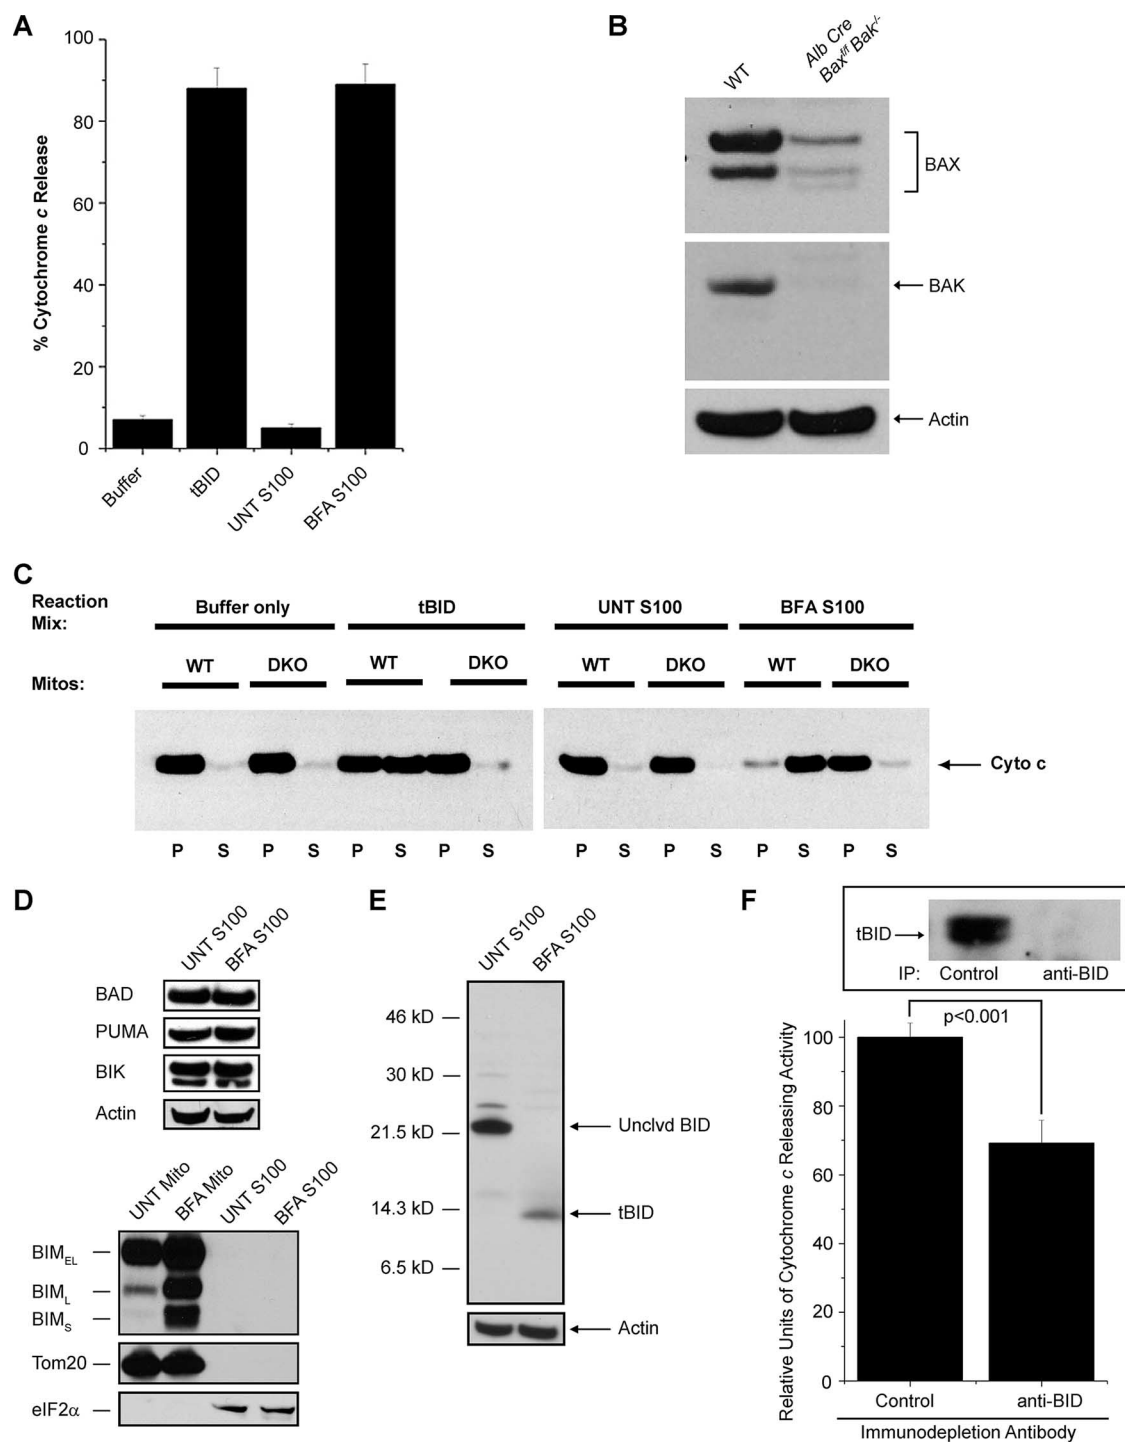 A
% Cytochrome c Release
100
80
60
40
20
0
Buffer
tBID
UNT S100
BFA S100
B
WT
Alb Cre
Baxf/f Bak-/-
BAX
BAK
Actin
C
Reaction
Mix:
Buffer only
tBID
UNT S100
BFA S100
Mitos:
WT
DKO
WT
DKO
WT
DKO
WT
DKO
Cyto c
P S P S P S P S P S P S P S P S
D
UNT S100
BFA S100
BAD
PUMA
BIK
Actin
UNT Mito
BFA Mito
UNT S100
BFA S100
BIMEL
BIML
BIMS
Tom20
eIF2α
E
UNT S100
BFA S100
46 kD
30 kD
21.5 kD
14.3 kD
6.5 kD
Unclvd BID
tBID
Actin
F
tBID
IP: Control anti-BID
p<0.001
Relative Units of Cytochrome c Releasing Activity
100
80
60
40
20
0
Control
anti-BID
Immunodepletion Antibody